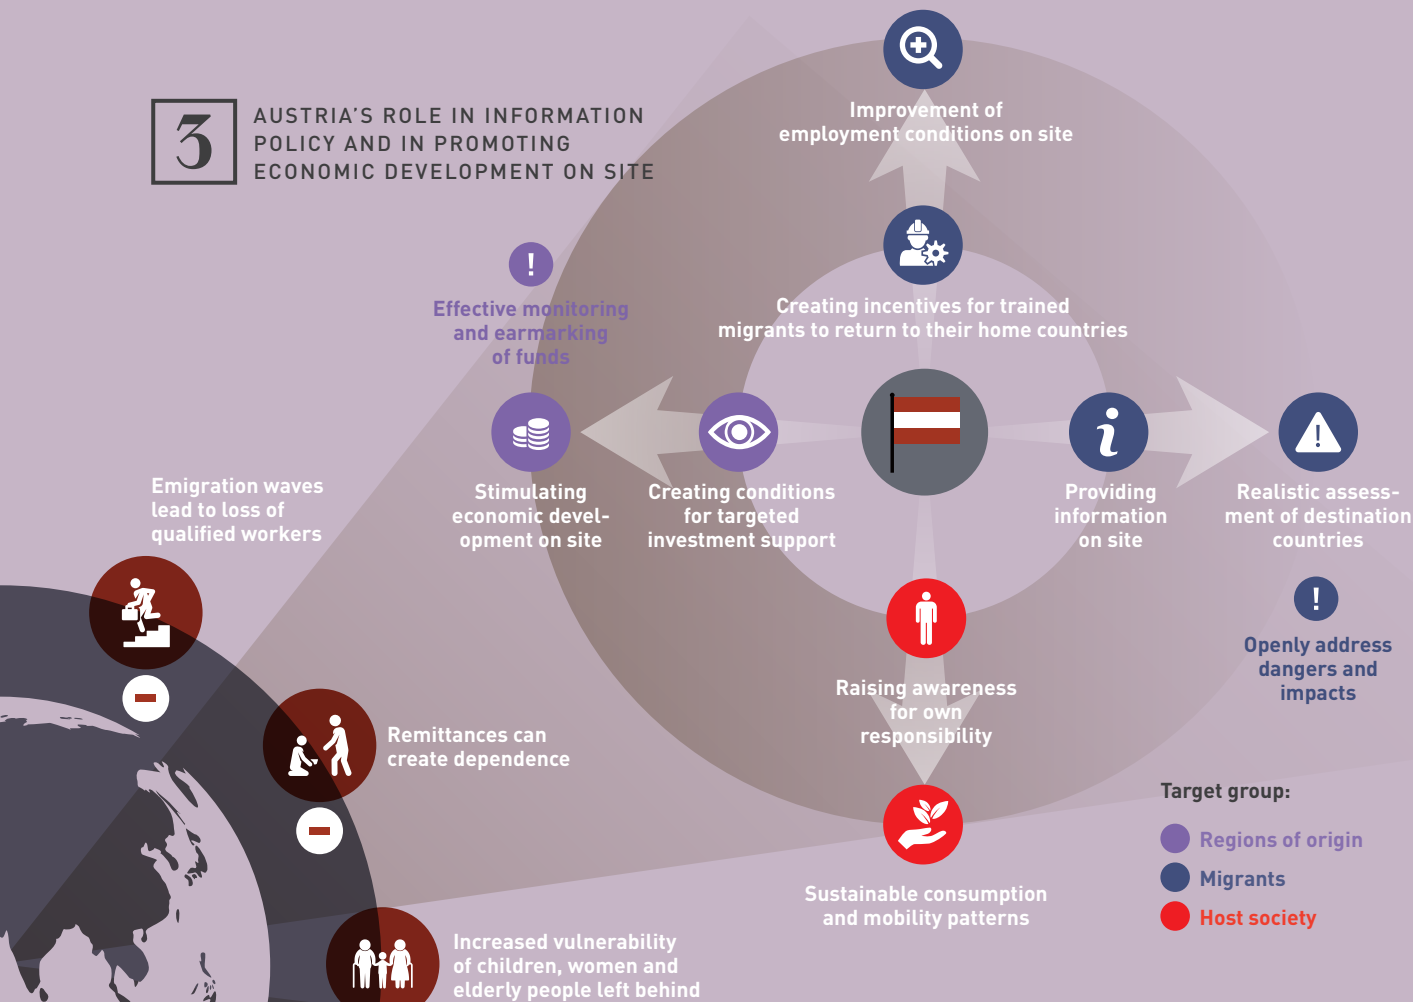 3
AUSTRIA'S ROLE IN INFORMATION
POLICY AND IN PROMOTING
ECONOMIC DEVELOPMENT ON SITE
Improvement of
employment conditions on site
Creating incentives for trained
migrants to return to their home countries
!
Effective monitoring
and earmarking
of funds
Stimulating
economic devel-
opment on site
Creating conditions
for targeted
investment support
i
Providing
information
on site
!
Realistic assess-
ment of destination
countries
!
Openly address
dangers and
impacts
Raising awareness
for own
responsibility
Sustainable consumption
and mobility patterns
Emigration waves
lead to loss of
qualified workers
Remittances can
create dependence
Increased vulnerability
of children, women and
elderly people left behind
Target group:
Regions of origin
Migrants
Host society